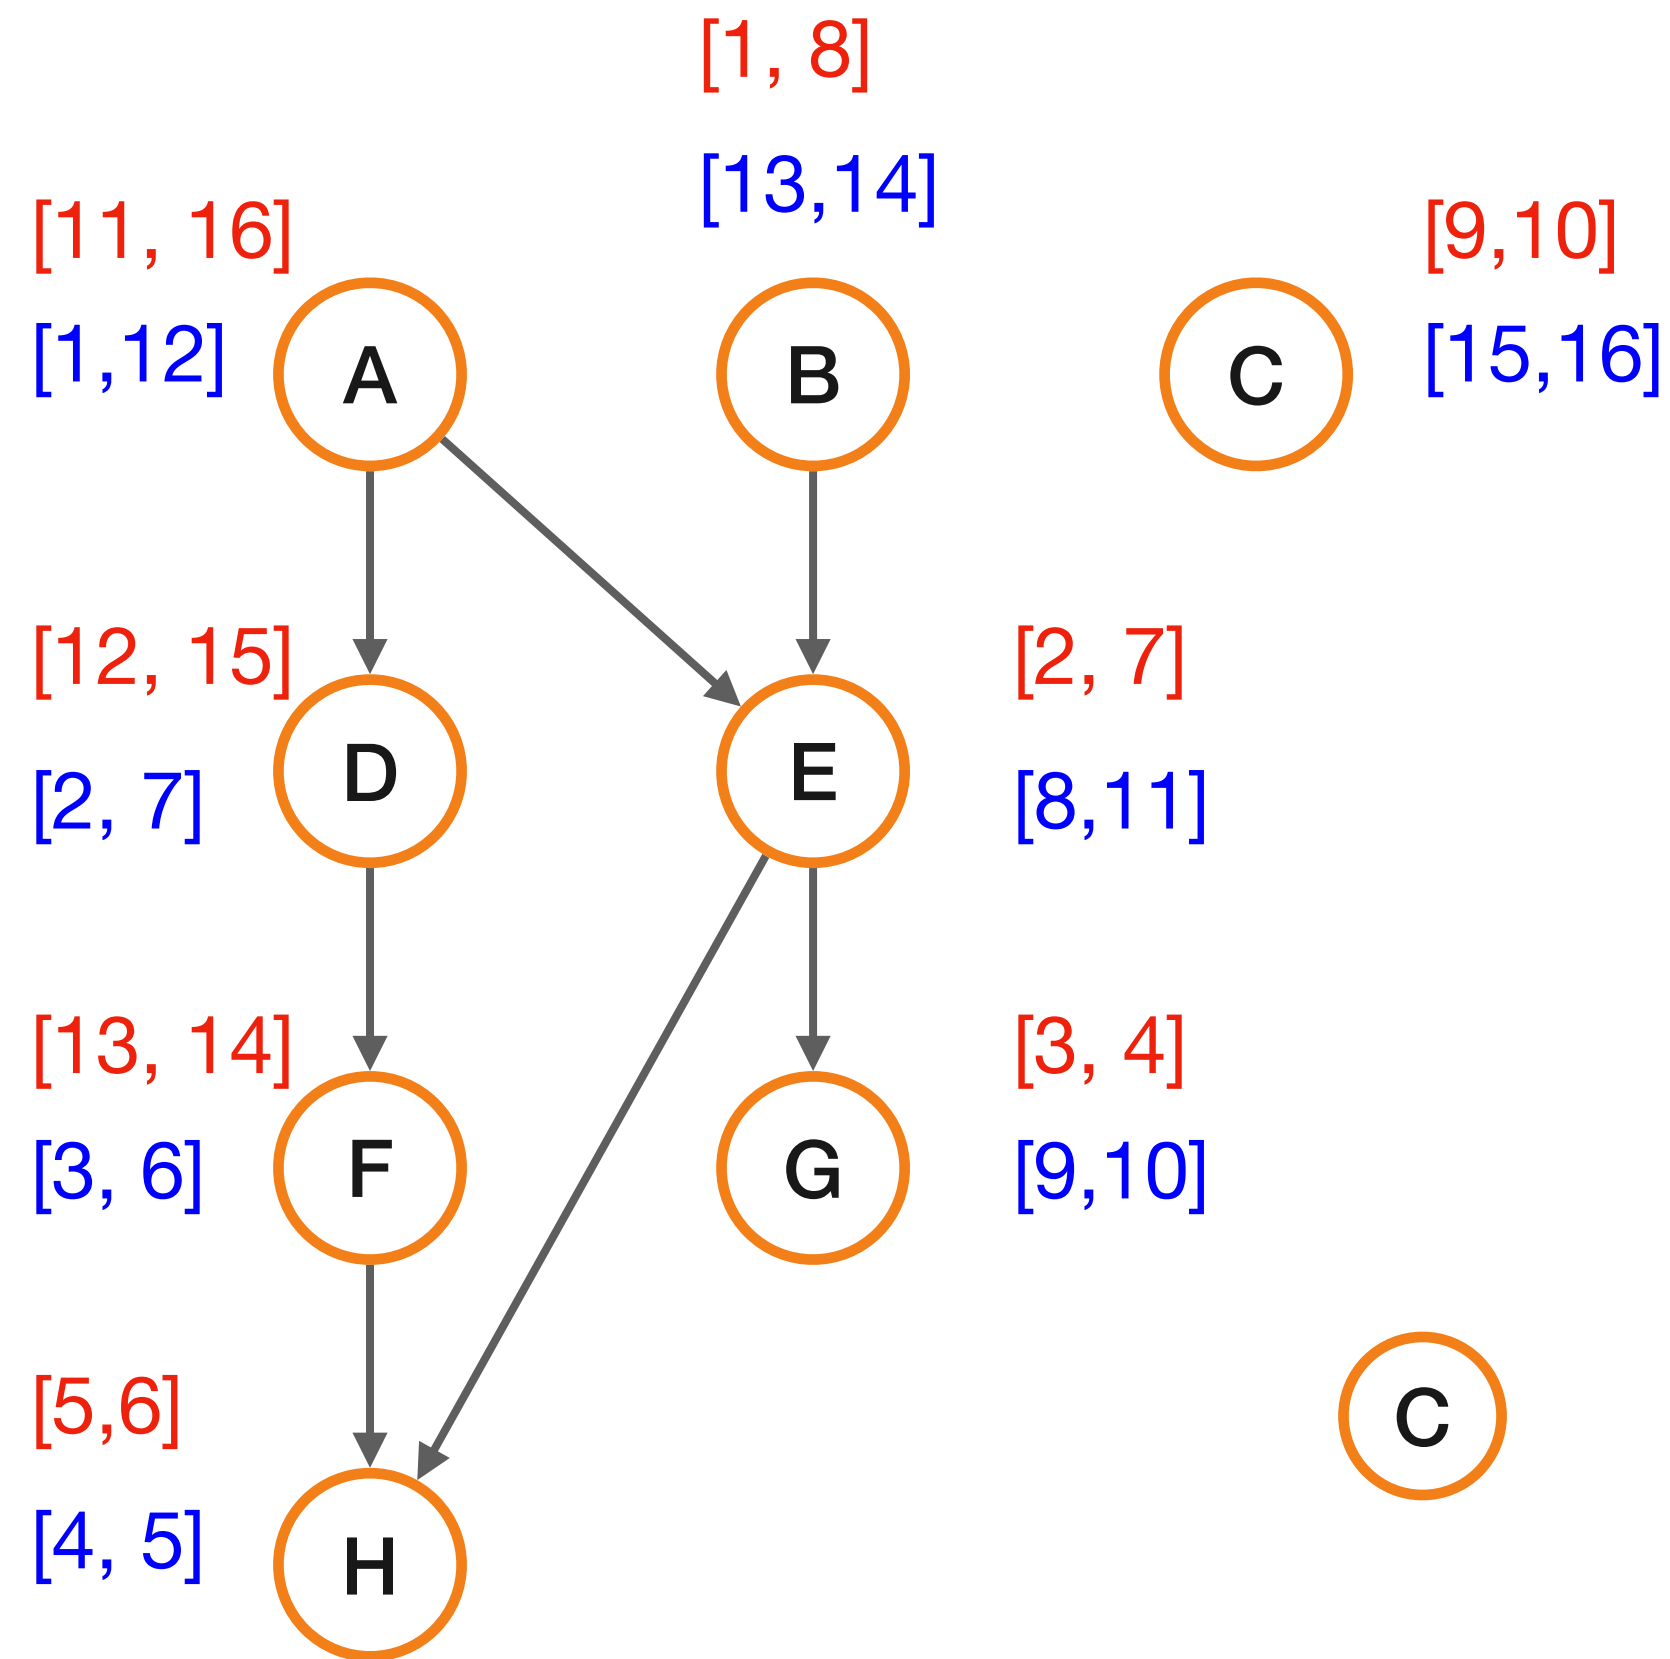 [1, 8]
[13,14]
[11, 16]
[9,10]
[1,12]
[15,16]
A
B
C
[12, 15]
[2, 7]
D
E
[2, 7]
[8,11]
[13, 14]
[3, 4]
F
G
[3, 6]
[9,10]
[5,6]
C
[4, 5]
H